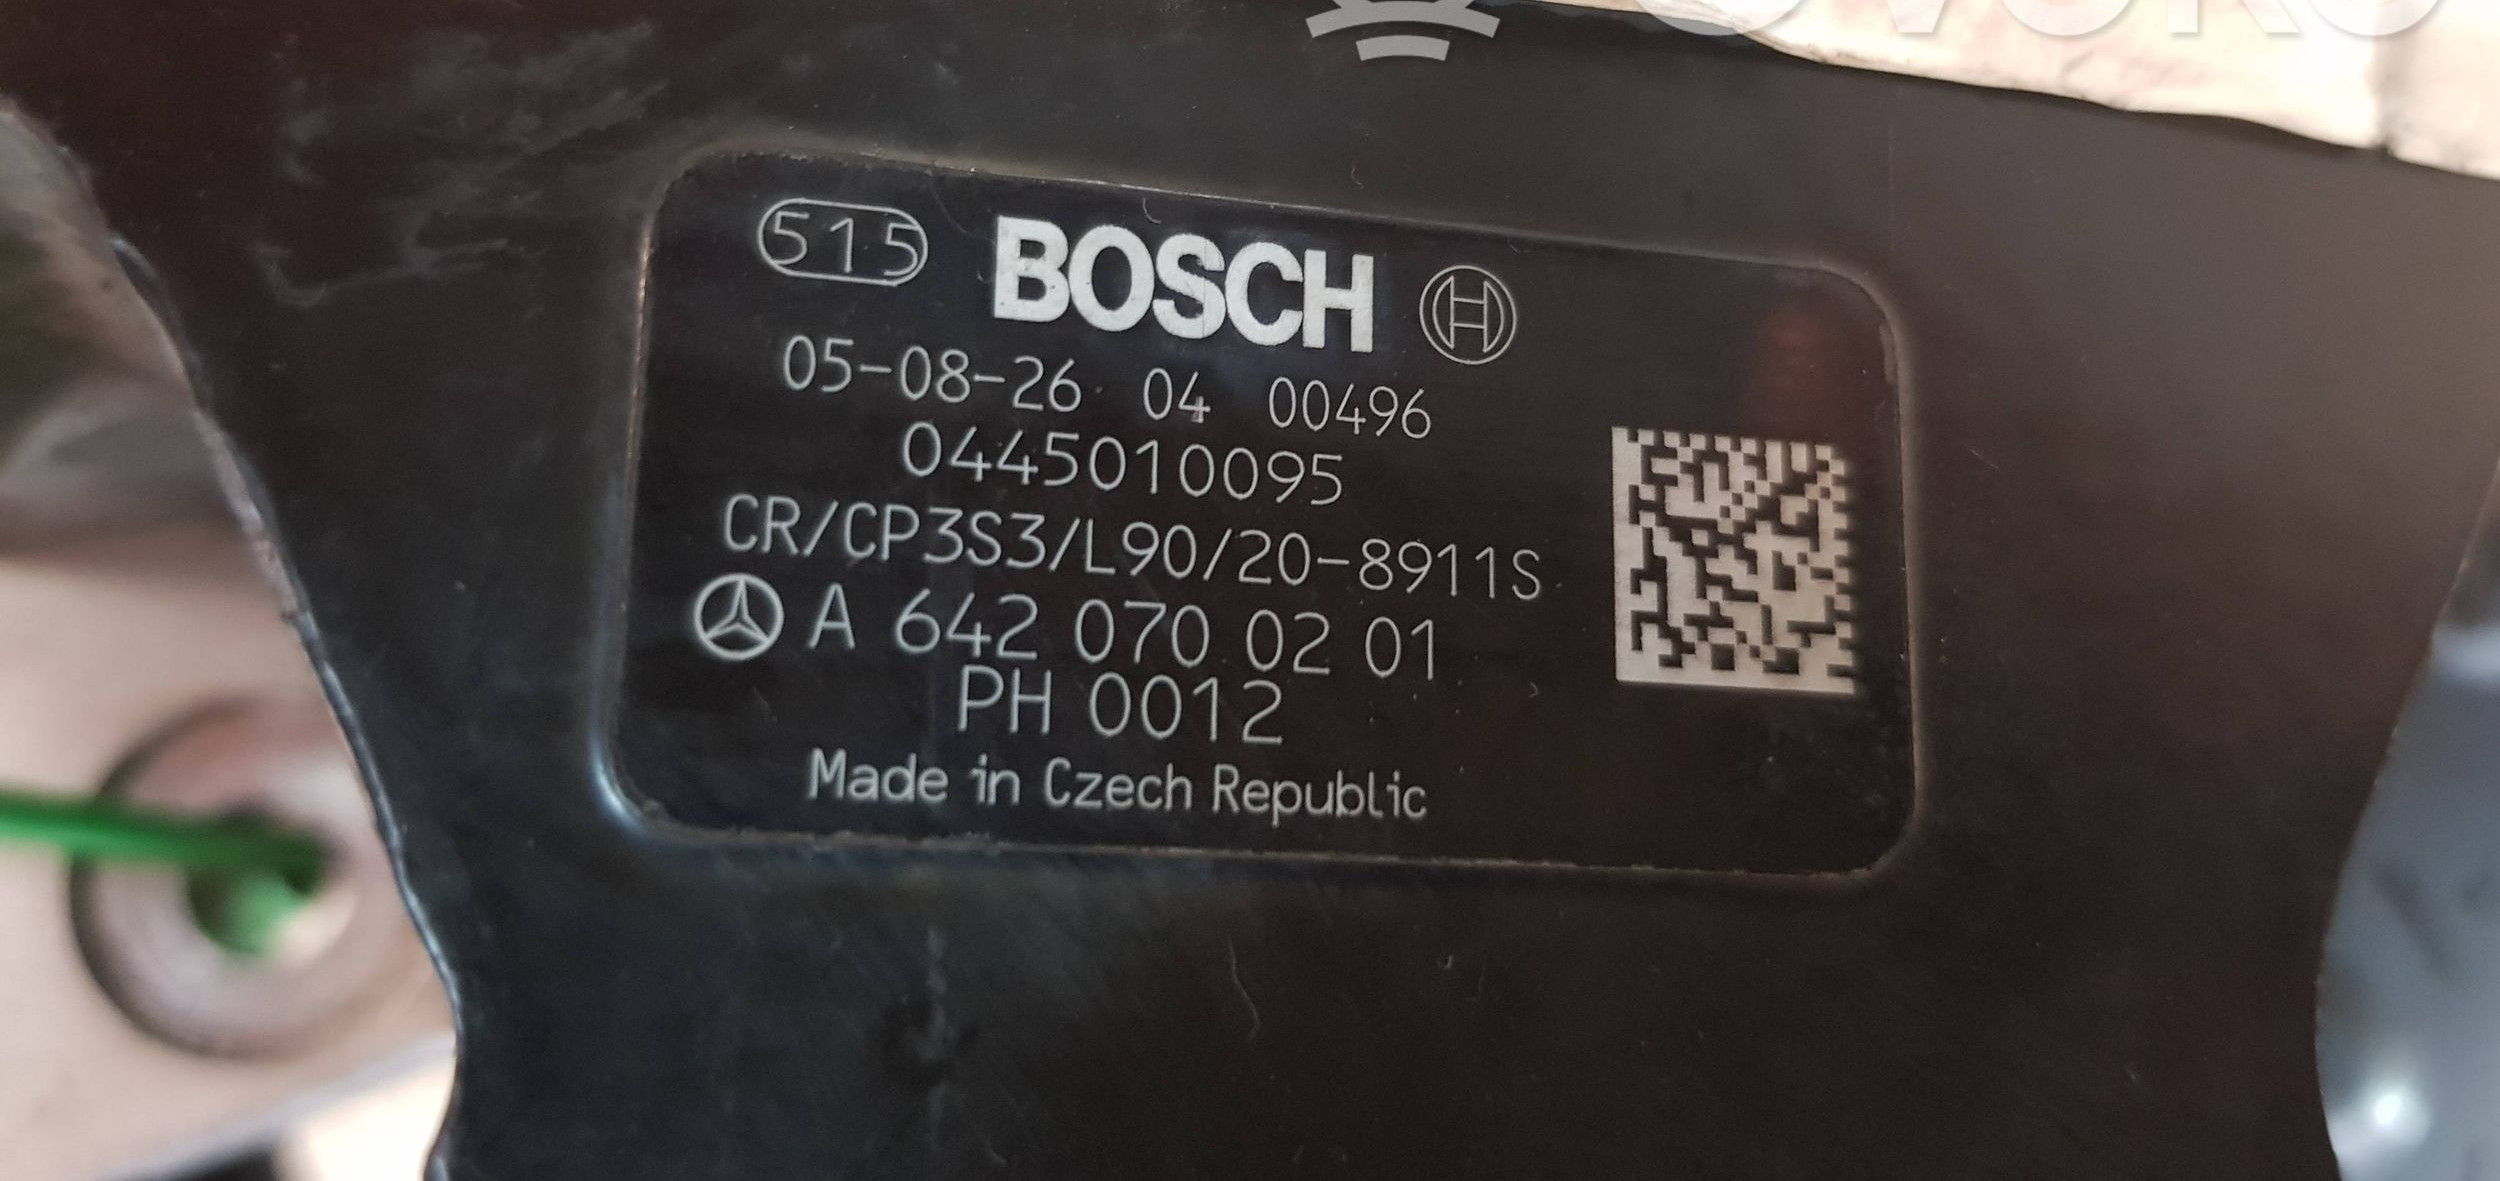 515 BOSCH
05-08-26 04 00496
0445010095
CR/CP3S3/L90/20-8911S
A 642 070 02 01
PH 0012
Made in Czech Republic